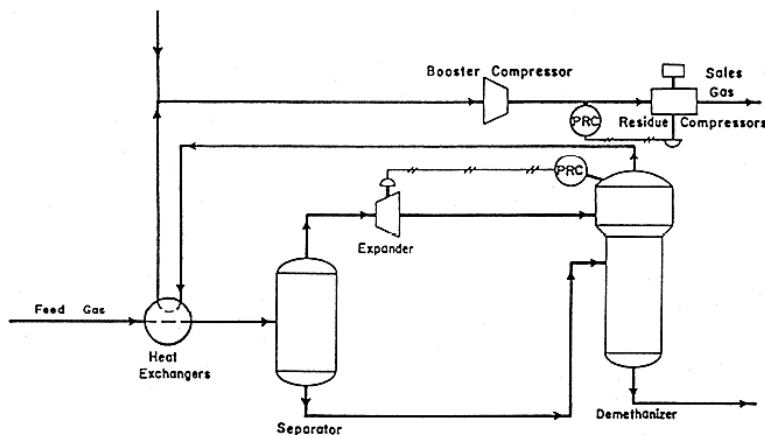 Booster Compressor
Sales
Gas
PRC
Residue Compressors
PRC
Expander
Feed Gas
Heat
Exchangers
Separator
Demethanizer